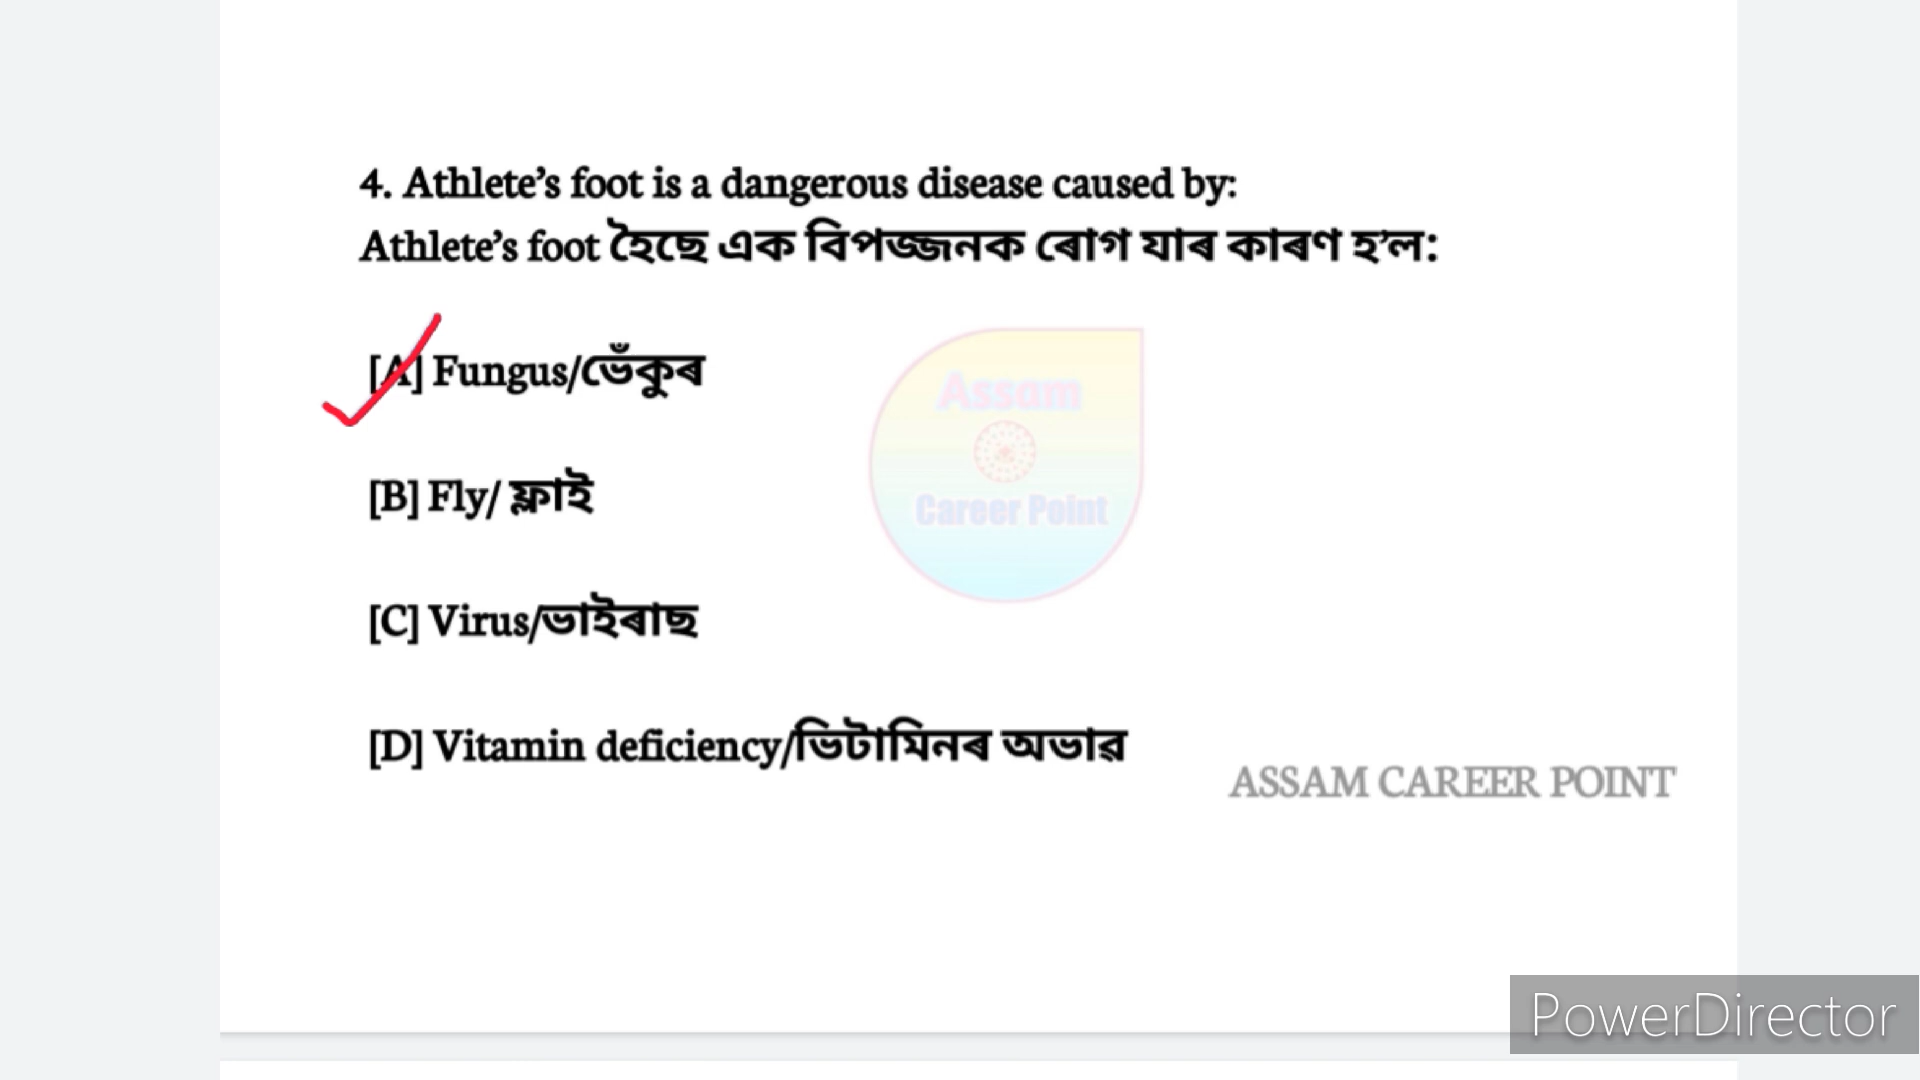 4. Athlete’s foot is a dangerous disease caused by:
Athlete’s foot হৈছে এক বিপজ্জনক ৰোগ যাৰ কাৰণ হ’ল:
[A] Fungus/ভেঁকুৰ
Assam
Career Point
[B] Fly/ ফ্লাই
[C] Virus/ভাইৰাছ
[D] Vitamin deficiency/ভিটামিনৰ অভাৱ
ASSAM CAREER POINT
PowerDirector